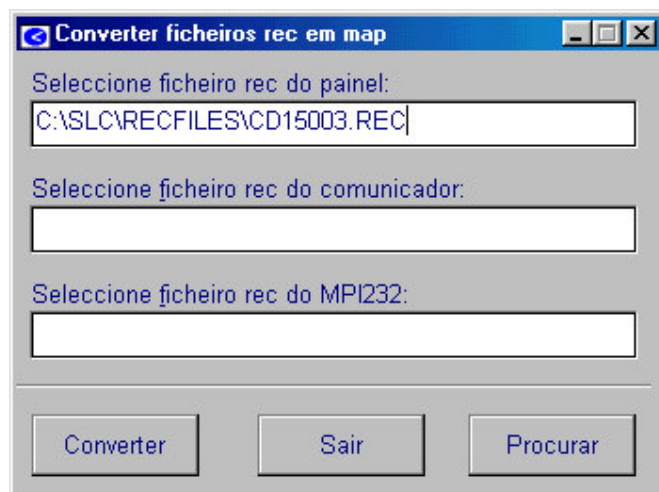 Converter ficheiros rec em map
Seleccione ficheiro rec do painel:
C:\SLC\RECFILES\CD15003.REC
Seleccione ficheiro rec do comunicador:
Seleccione ficheiro rec do MPI232:
Converter Sair Procurar